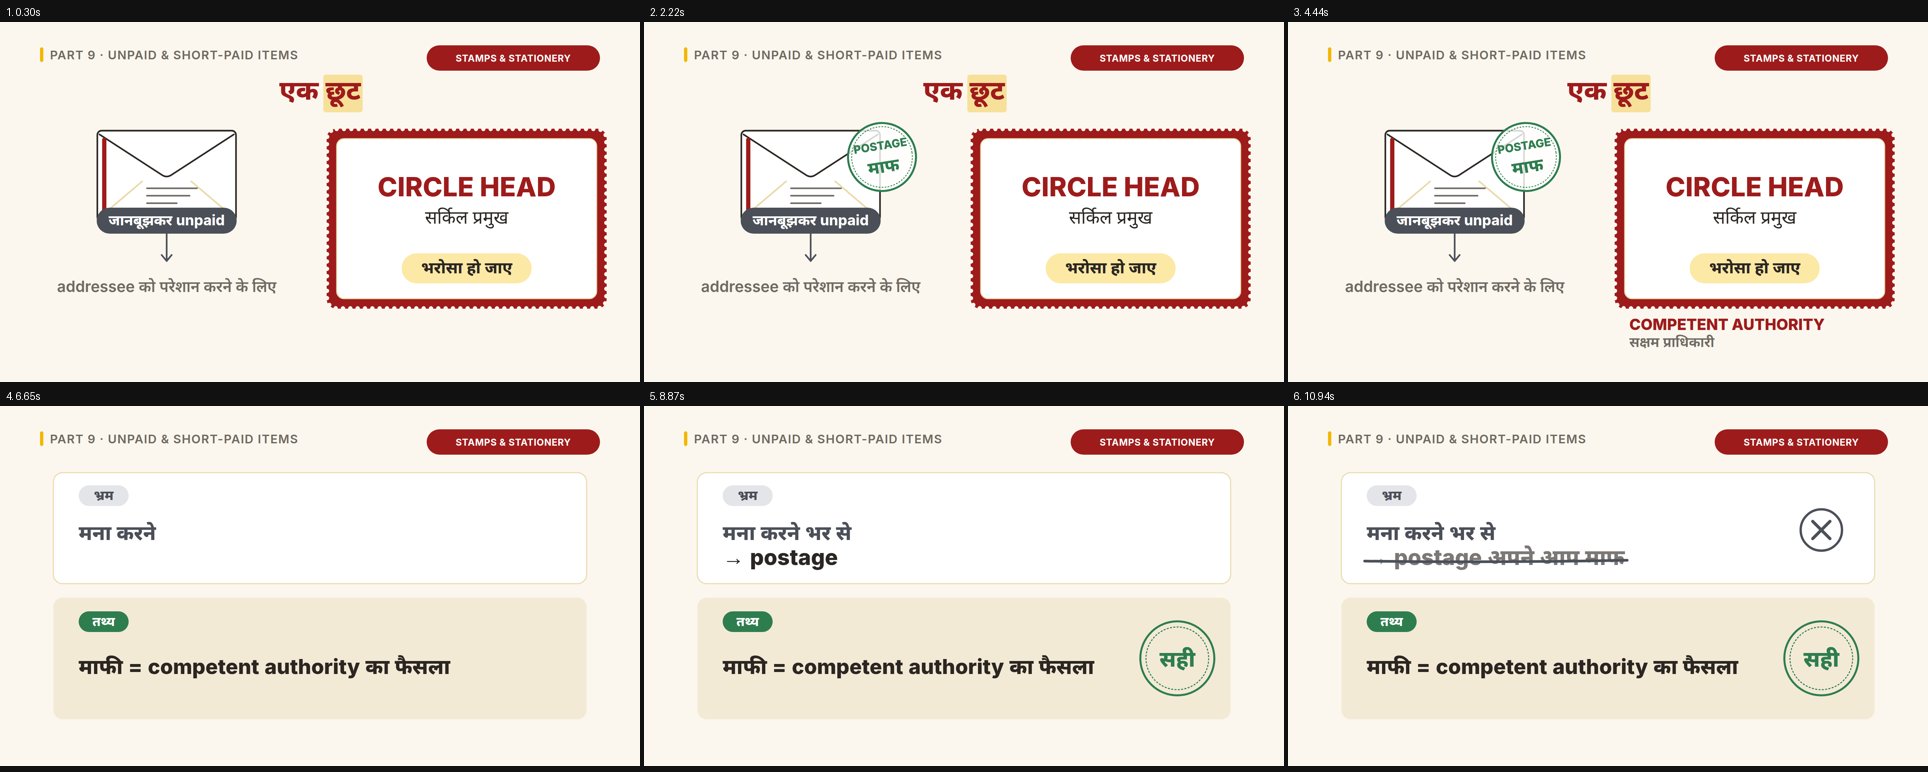 1. 0.30s
PART 9 · UNPAID & SHORT-PAID ITEMS
STAMPS & STATIONERY
एक छूट
जानबूझकर unpaid
addressee को परेशान करने के लिए
CIRCLE HEAD
सर्किल प्रमुख
भरोसा हो जाए
2. 2.22s
PART 9 · UNPAID & SHORT-PAID ITEMS
STAMPS & STATIONERY
एक छूट
POSTAGE
माफ
जानबूझकर unpaid
addressee को परेशान करने के लिए
CIRCLE HEAD
सर्किल प्रमुख
भरोसा हो जाए
3. 4.44s
PART 9 · UNPAID & SHORT-PAID ITEMS
STAMPS & STATIONERY
एक छूट
POSTAGE
माफ
जानबूझकर unpaid
addressee को परेशान करने के लिए
CIRCLE HEAD
सर्किल प्रमुख
भरोसा हो जाए
COMPETENT AUTHORITY
सक्षम प्राधिकारी
4. 6.65s
PART 9 · UNPAID & SHORT-PAID ITEMS
STAMPS & STATIONERY
भ्रम
मना करने
तथ्य
माफी = competent authority का फैसला
5. 8.87s
PART 9 · UNPAID & SHORT-PAID ITEMS
STAMPS & STATIONERY
भ्रम
मना करने भर से
→ postage
तथ्य
माफी = competent authority का फैसला
सही
6. 10.94s
PART 9 · UNPAID & SHORT-PAID ITEMS
STAMPS & STATIONERY
भ्रम
मना करने भर से
→ postage अपने आप माफ
तथ्य
माफी = competent authority का फैसला
सही